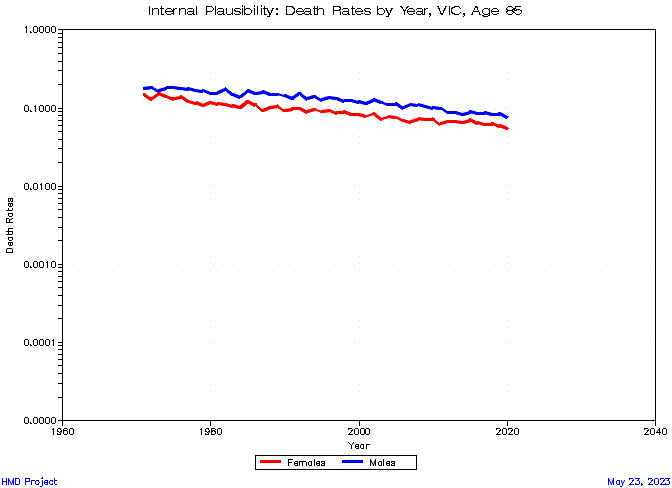 Internal Plausibility: Death Rates by Year, VIC, Age 85
1.0000
0.1000
0.0100
0.0010
0.0001
0.0000
Death Rates
1960 1980 2000 2020 2040
Year
Females Males
HMD Project May 23, 2023